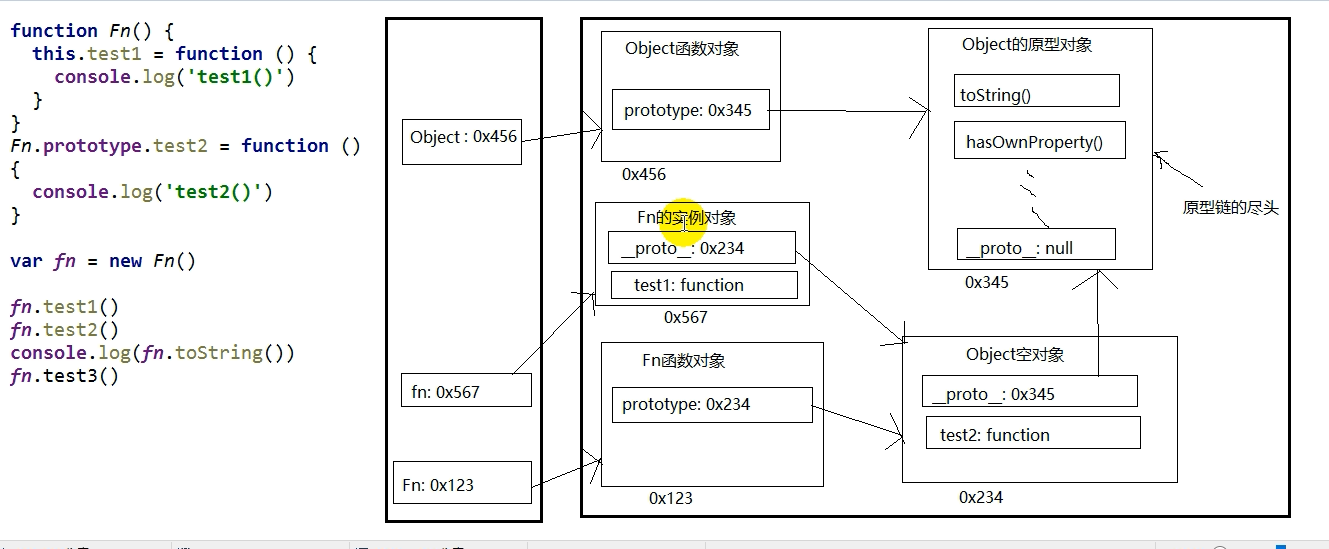 function Fn() {
this.test1 = function () {
console.log('test1()')
}
}
Fn.prototype.test2 = function ()
{
console.log('test2()')
}
var fn = new Fn()
fn.test1()
fn.test2()
console.log(fn.toString())
fn.test3()
Object : 0x456
fn: 0x567
Fn: 0x123
Object函数对象
prototype: 0x345
0x456
Fn的实例对象
__proto__: 0x234
test1: function
0x567
Fn函数对象
prototype: 0x234
0x123
Object的原型对象
toString()
hasOwnProperty()
__proto__: null
0x345
原型链的尽头
Object空对象
__proto__: 0x345
test2: function
0x234